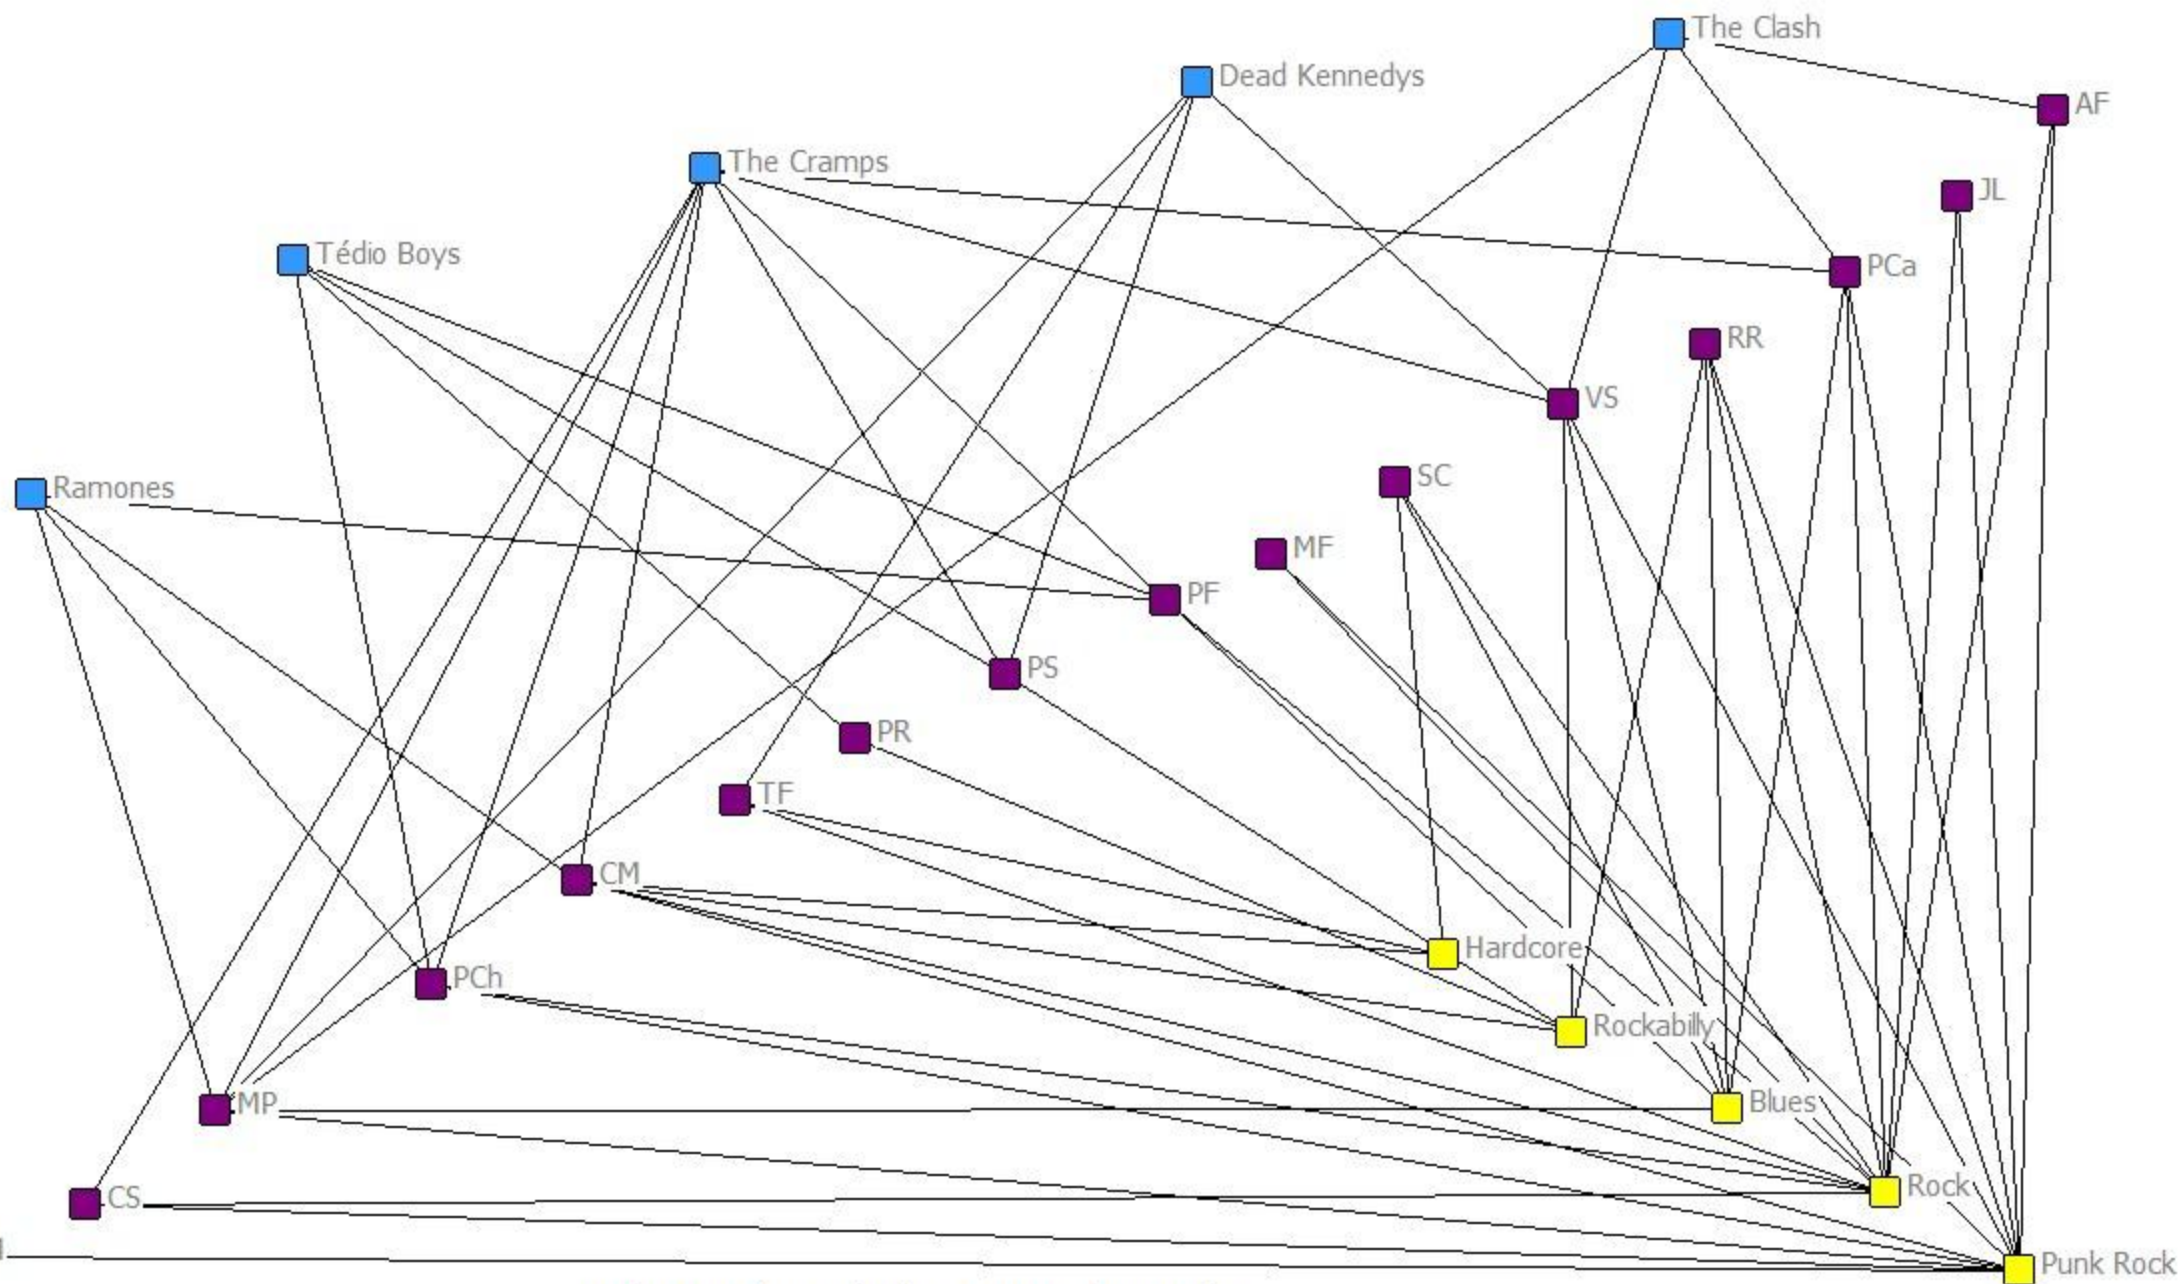 The Clash
Dead Kennedys
AF
The Cramps
JL
Tédio Boys
PCa
RR
VS
SC
Ramones
MF
PF
PS
PR
TF
CM
Hardcore
PCh
Rockabilly
MP
Blues
CS
Rock
Punk Rock